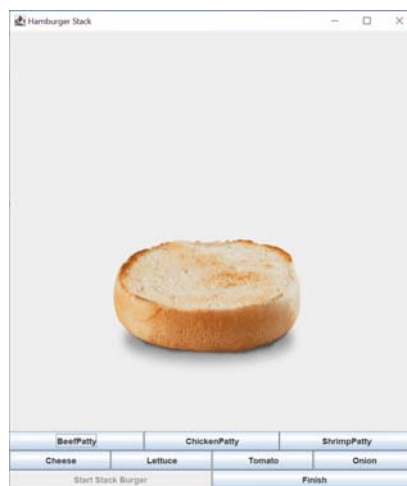 Hamburger Stack
BeefPatty ChickenPatty ShrimpPatty
Cheese Lettuce Tomato Onion
Start Stack Burger Finish